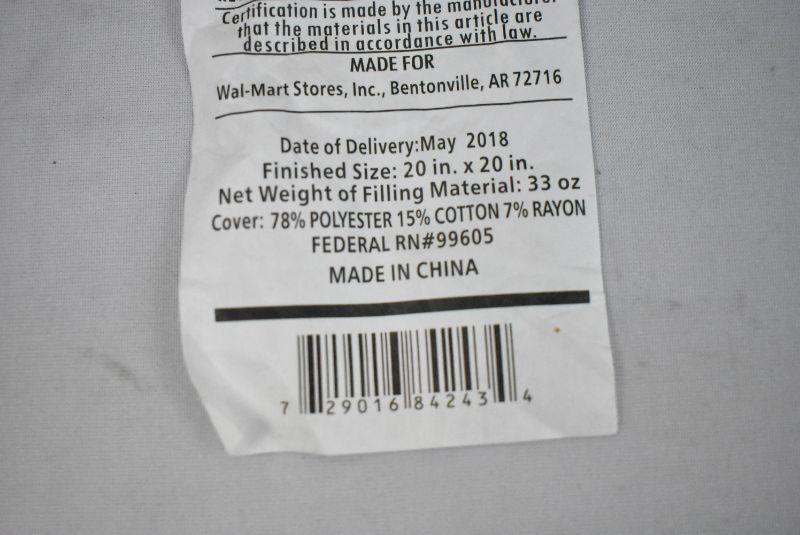 Certification is made by the manufacturer
that the materials in this article are
described in accordance with law.
MADE FOR
Wal-Mart Stores, Inc., Bentonville, AR 72716
Date of Delivery:May 2018
Finished Size: 20 in. x 20 in.
Net Weight of Filling Material: 33 oz
Cover: 78% POLYESTER 15% COTTON 7% RAYON
FEDERAL RN#99605
MADE IN CHINA
7 29016 84243 4